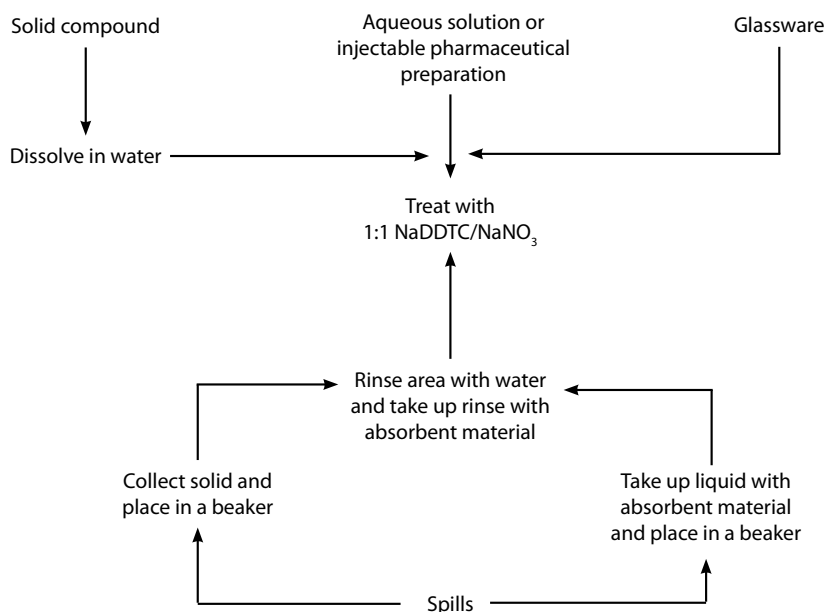 Solid compound
Aqueous solution or
injectable pharmaceutical
preparation
Glassware
Dissolve in water
Treat with
1:1 NaDDTC/NaNO₃
Rinse area with water
and take up rinse with
absorbent material
Collect solid and
place in a beaker
Take up liquid with
absorbent material
and place in a beaker
Spills